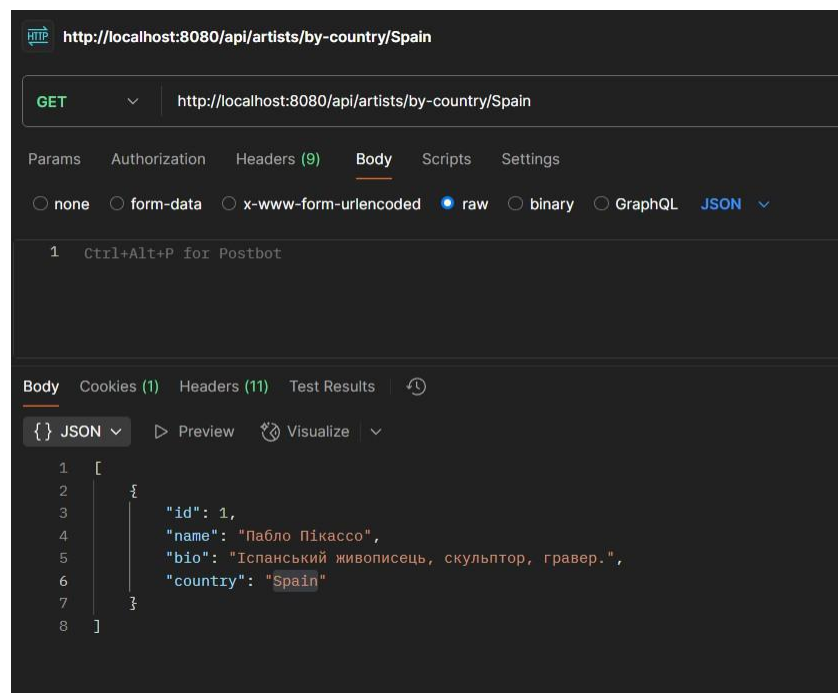 HTTP http://localhost:8080/api/artists/by-country/Spain
GET http://localhost:8080/api/artists/by-country/Spain
Params Authorization Headers (9) Body Scripts Settings
none form-data x-www-form-urlencoded raw binary GraphQL JSON
1 Ctrl+Alt+P for Postbot
Body Cookies (1) Headers (11) Test Results
{} JSON Preview Visualize
1 [
2 {
3 "id": 1,
4 "name": "Пабло Пікассо",
5 "bio": "Іспанський живописець, скульптор, гравер.",
6 "country": "Spain"
7 }
8 ]